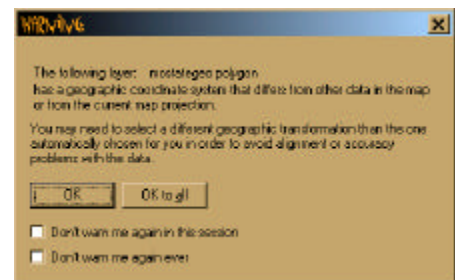 WARNING
The following layer: mostategeo polygon
has a geographic coordinate system that differs from other data in the map
or from the current map projection.
You may need to select a different geographic transformation than the one
automatically chosen for you in order to avoid alignment or accuracy
problems with the data.
OK OK to all
Don't warn me again in this session
Don't warn me again ever